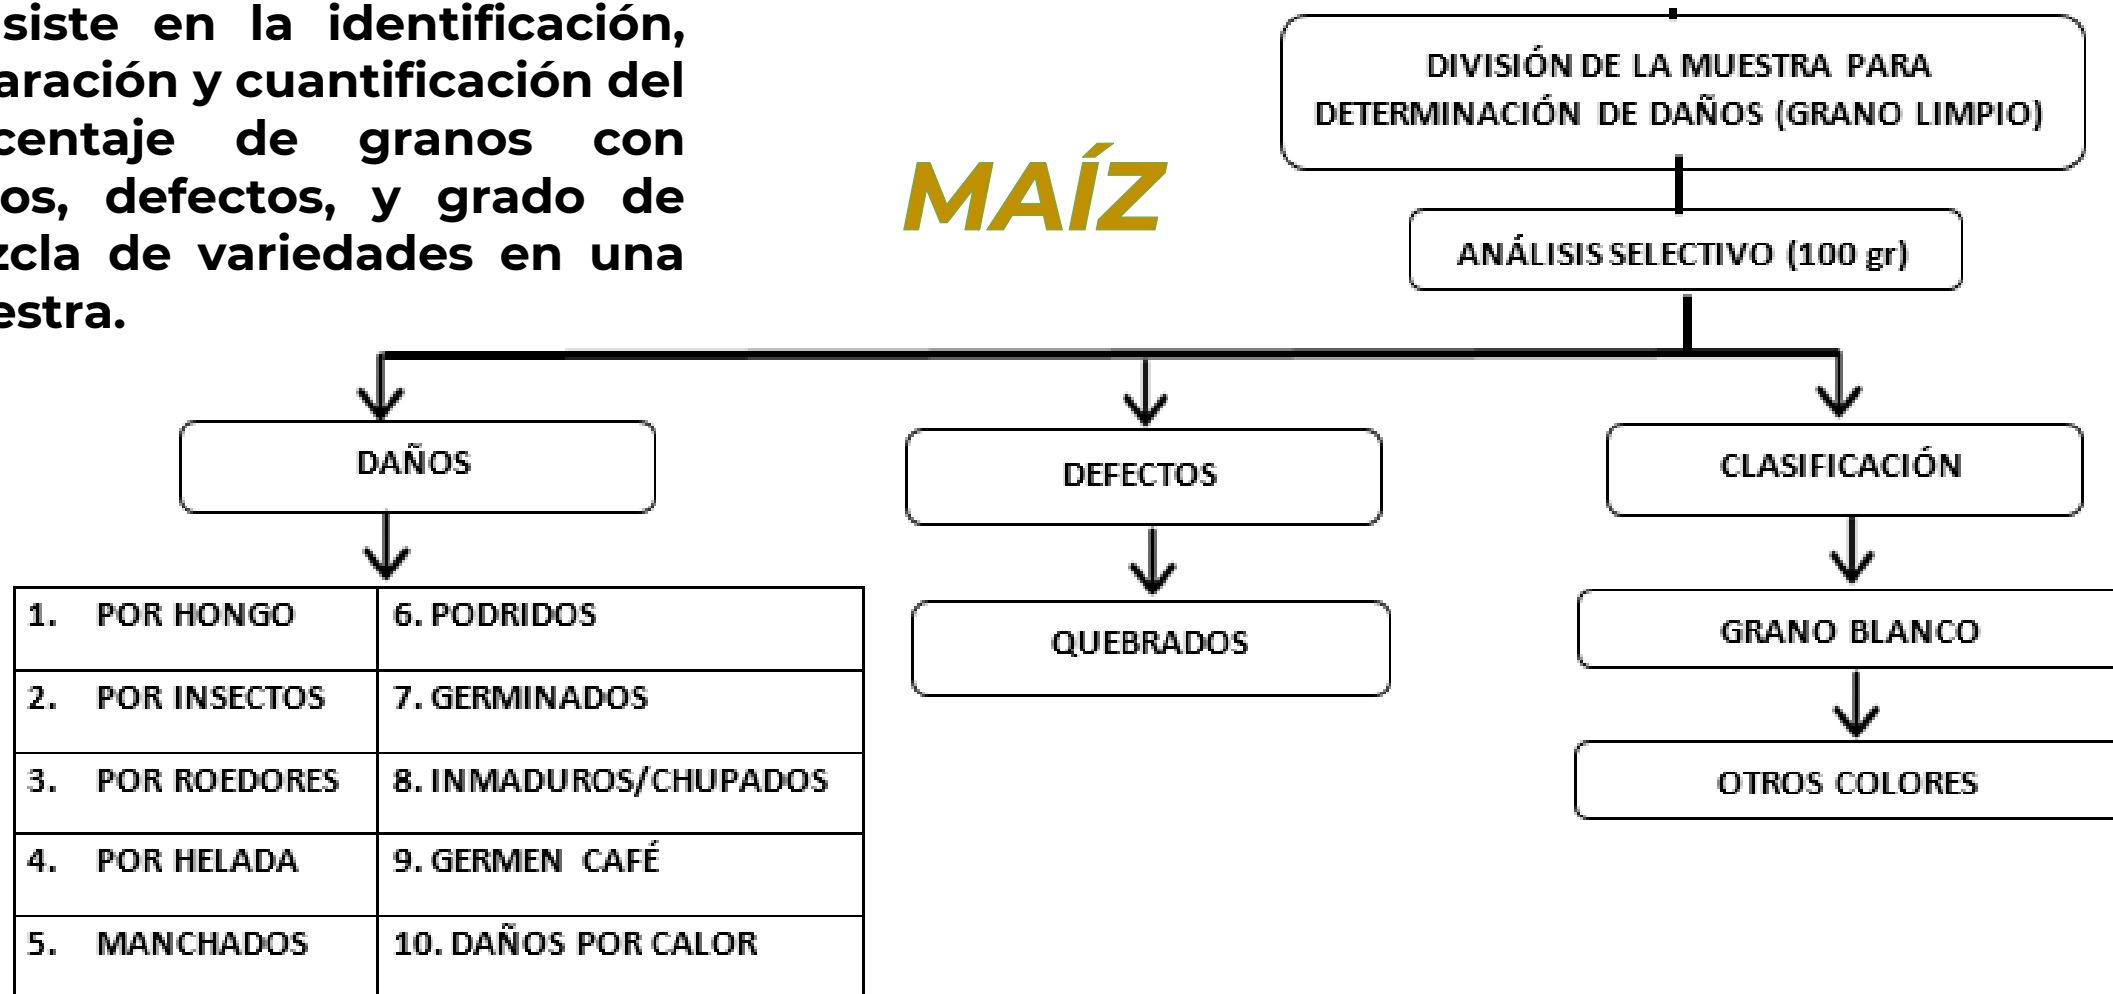 siste en la identificación,
aración y cuantificación del
centaje de granos con
os, defectos, y grado de
zcla de variedades en una
estra.
MAÍZ
DIVISIÓN DE LA MUESTRA PARA
DETERMINACIÓN DE DAÑOS (GRANO LIMPIO)
ANÁLISIS SELECTIVO (100 gr)
DAÑOS
DEFECTOS
CLASIFICACIÓN
1. POR HONGO
6. PODRIDOS
2. POR INSECTOS
7. GERMINADOS
3. POR ROEDORES
8. INMADUROS/CHUPADOS
4. POR HELADA
9. GERMEN CAFÉ
5. MANCHADOS
10. DAÑOS POR CALOR
QUEBRADOS
GRANO BLANCO
OTROS COLORES